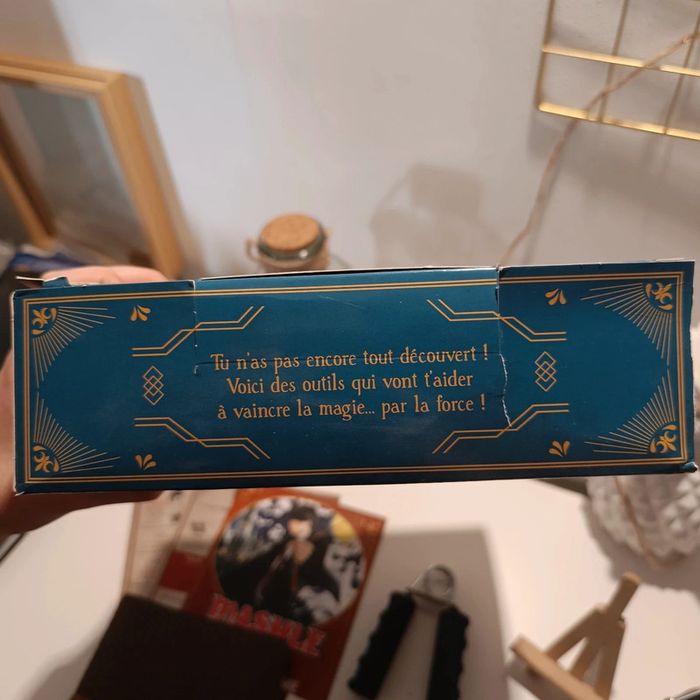 Tu n'as pas encore tout découvert !
Voici des outils qui vont t'aider
à vaincre la magie... par la force !
MASHLE